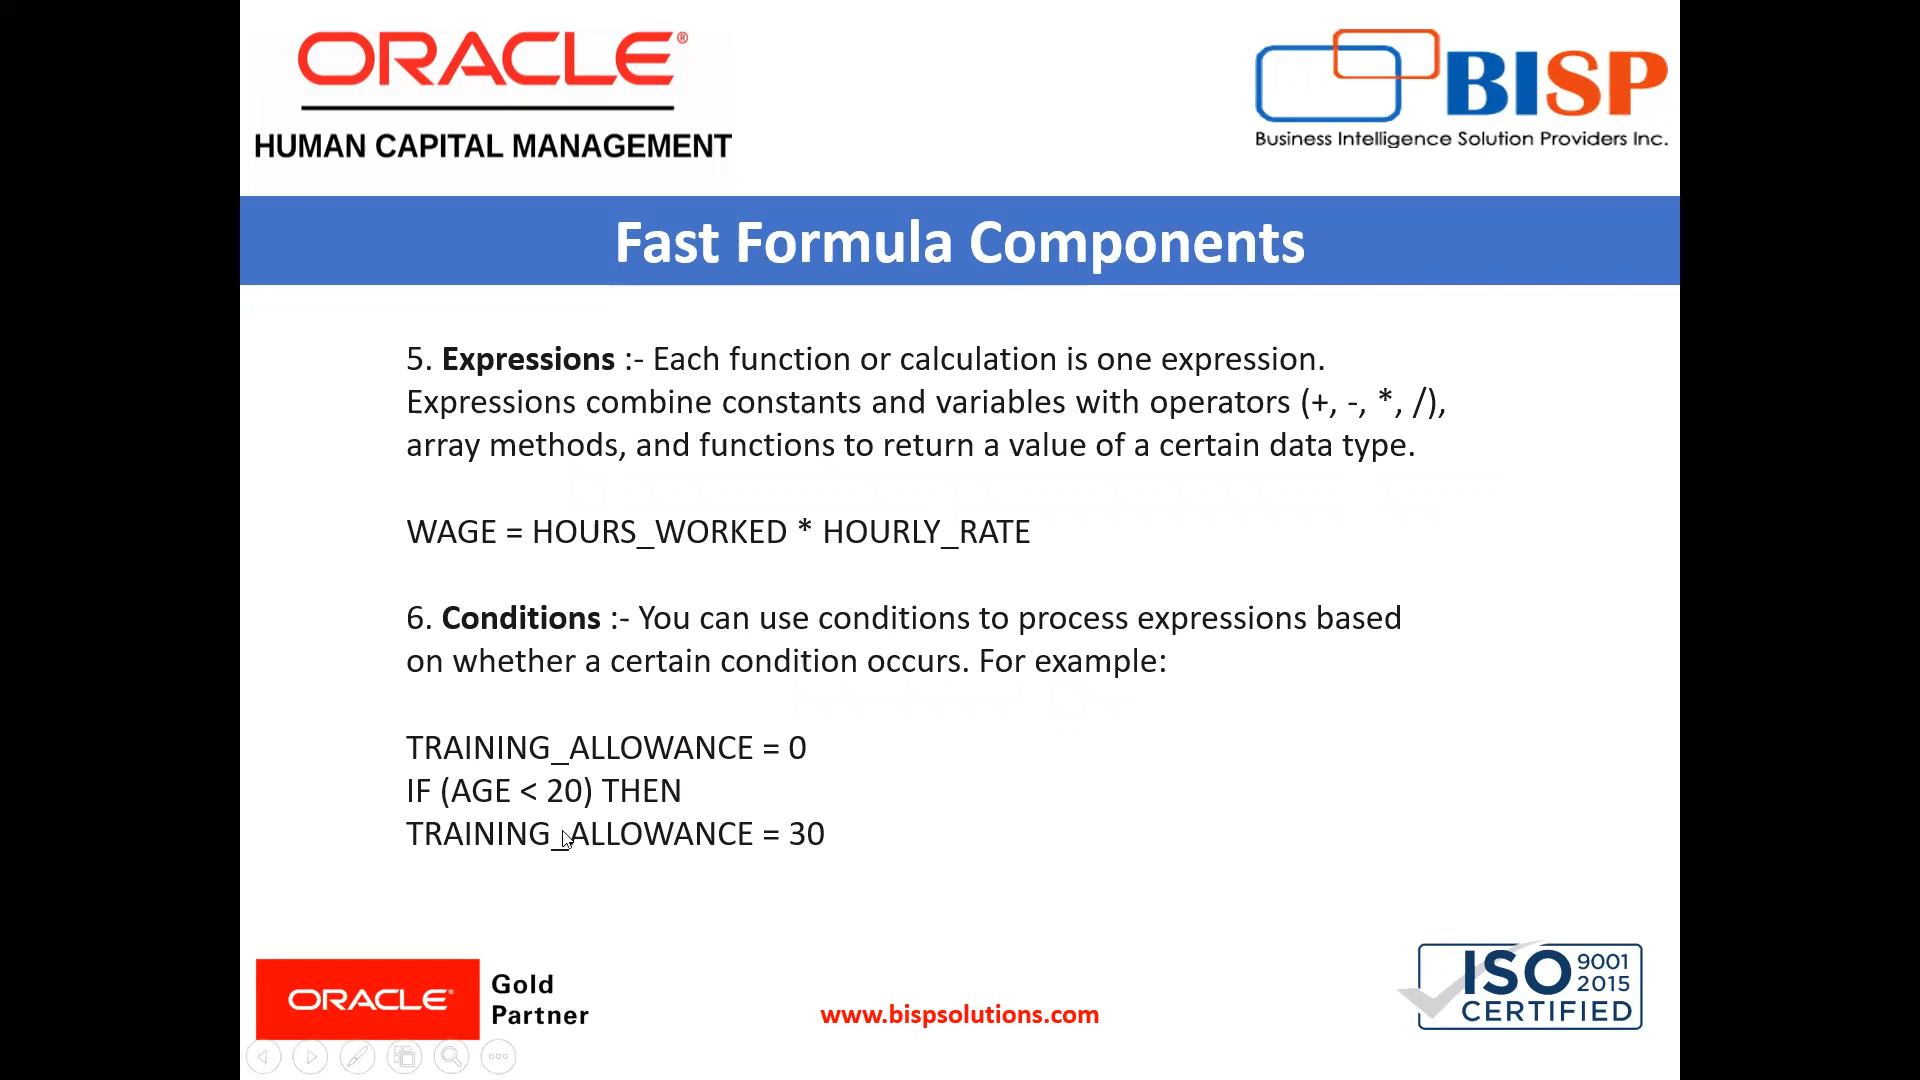 ORACLE®
HUMAN CAPITAL MANAGEMENT
BISP
Business Intelligence Solution Providers Inc.
Fast Formula Components
5. Expressions :- Each function or calculation is one expression.
Expressions combine constants and variables with operators (+, -, *, /),
array methods, and functions to return a value of a certain data type.
WAGE = HOURS_WORKED * HOURLY_RATE
6. Conditions :- You can use conditions to process expressions based
on whether a certain condition occurs. For example:
TRAINING_ALLOWANCE = 0
IF (AGE < 20) THEN
TRAINING_ALLOWANCE = 30
ORACLE®
Gold
Partner
www.bispsolutions.com
ISO 9001
2015
CERTIFIED